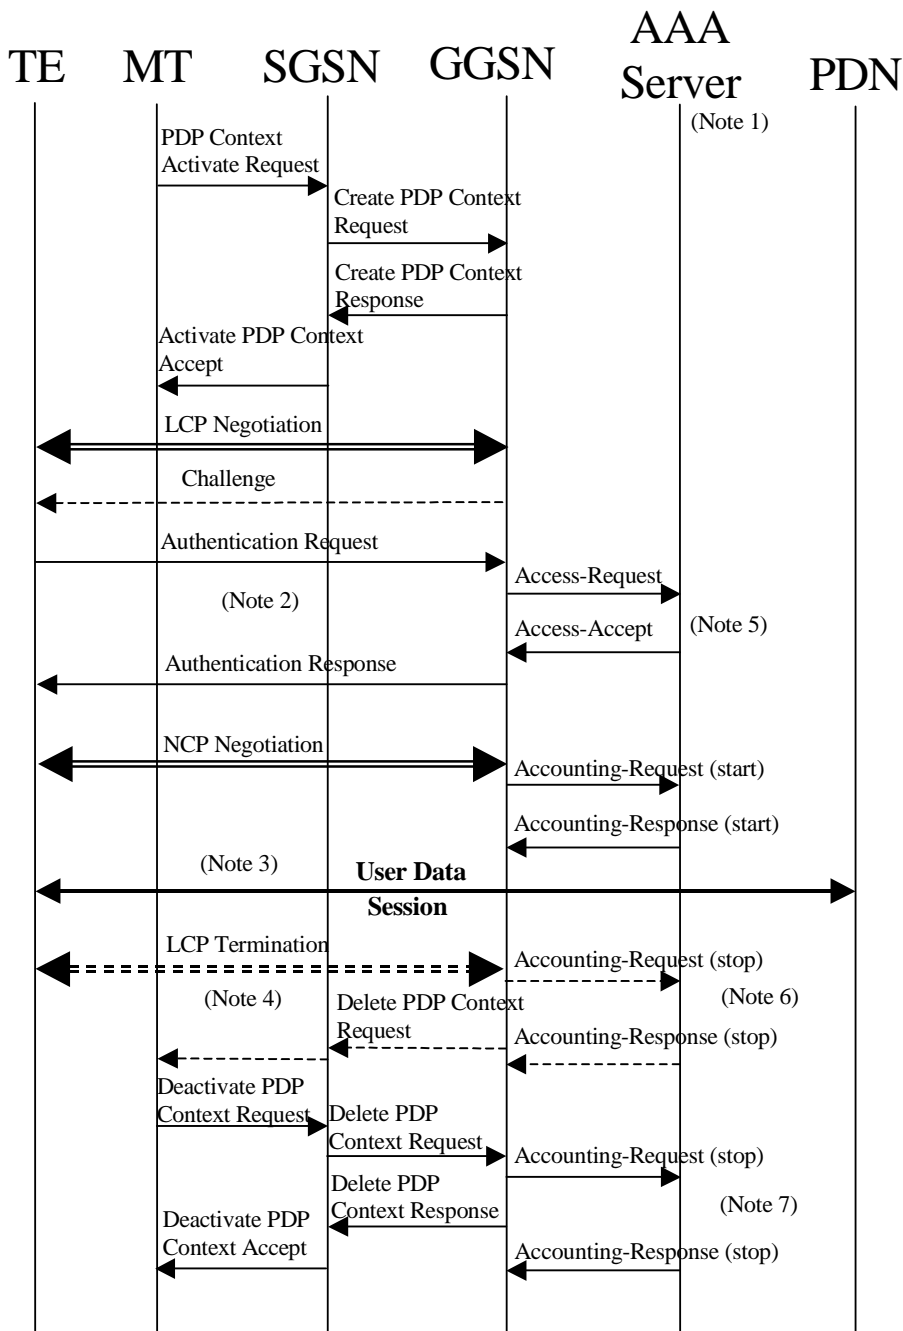 TE MT SGSN GGSN AAA Server PDN
(Note 1)
PDP Context
Activate Request
Create PDP Context
Request
Create PDP Context
Response
Activate PDP Context
Accept
LCP Negotiation
Challenge
Authentication Request
Access-Request
(Note 2)
Access-Accept
(Note 5)
Authentication Response
NCP Negotiation
Accounting-Request (start)
Accounting-Response (start)
(Note 3)
User Data
Session
LCP Termination
Accounting-Request (stop)
(Note 4)
(Note 6)
Delete PDP Context
Request
Accounting-Response (stop)
Deactivate PDP
Context Request
Delete PDP
Context Request
Accounting-Request (stop)
Delete PDP
Context Response
(Note 7)
Deactivate PDP
Context Accept
Accounting-Response (stop)